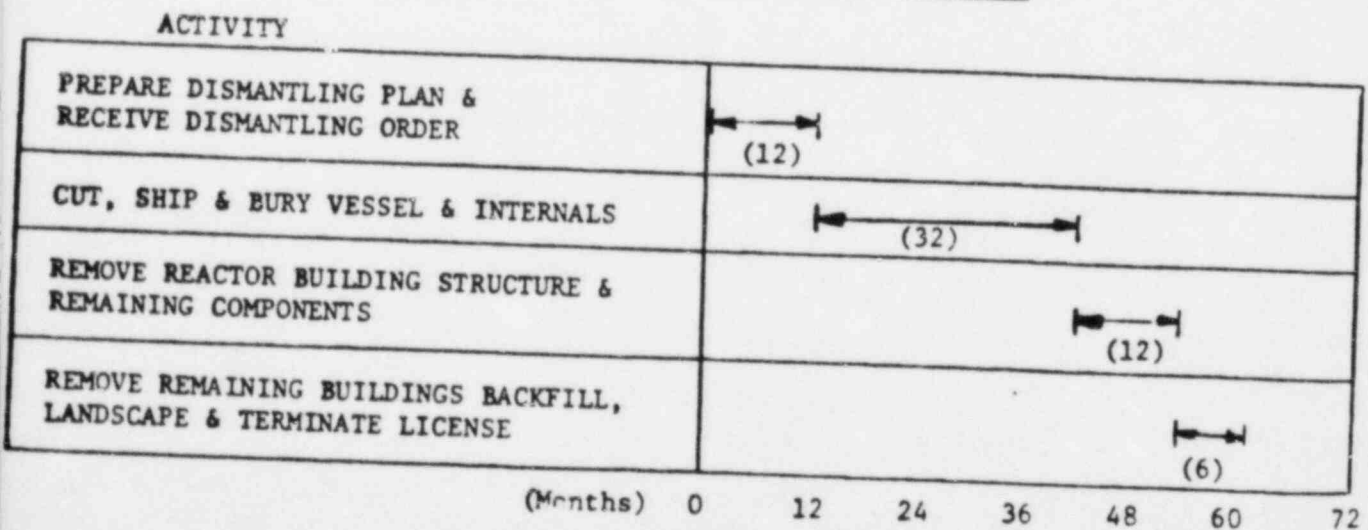 ACTIVITY
PREPARE DISMANTLING PLAN &
RECEIVE DISMANTLING ORDER
(12)
CUT, SHIP & BURY VESSEL & INTERNALS
(32)
REMOVE REACTOR BUILDING STRUCTURE &
REMAINING COMPONENTS
(12)
REMOVE REMAINING BUILDINGS BACKFILL,
LANDSCAPE & TERMINATE LICENSE
(6)
(Months) 0 12 24 36 48 60 72